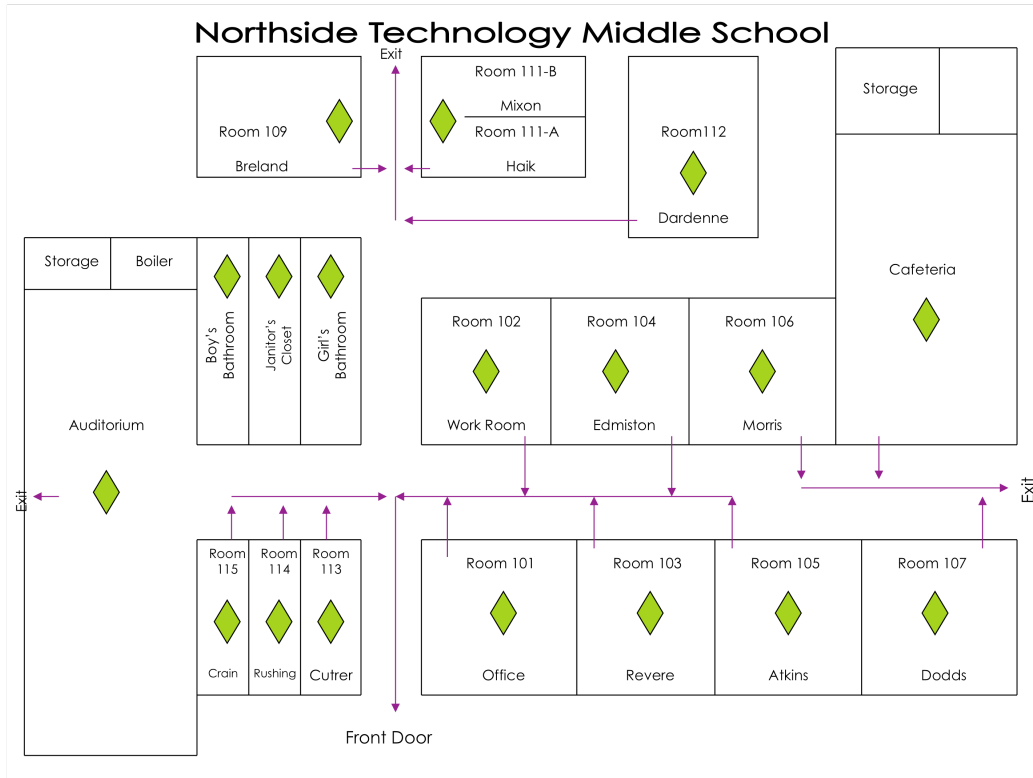 Northside Technology Middle School
Exit
Room 109
Breland
Room 111-B
Mixon
Room 111-A
Haik
Room112
Dardenne
Storage
Cafeteria
Storage
Boiler
Boy's
Bathroom
Janitor's
Closet
Girl's
Bathroom
Auditorium
Exit
Room 102
Work Room
Room 104
Edmiston
Room 106
Morris
Exit
Room
115
Crain
Room
114
Rushing
Room
113
Cutrer
Room 101
Office
Room 103
Revere
Room 105
Atkins
Room 107
Dodds
Front Door